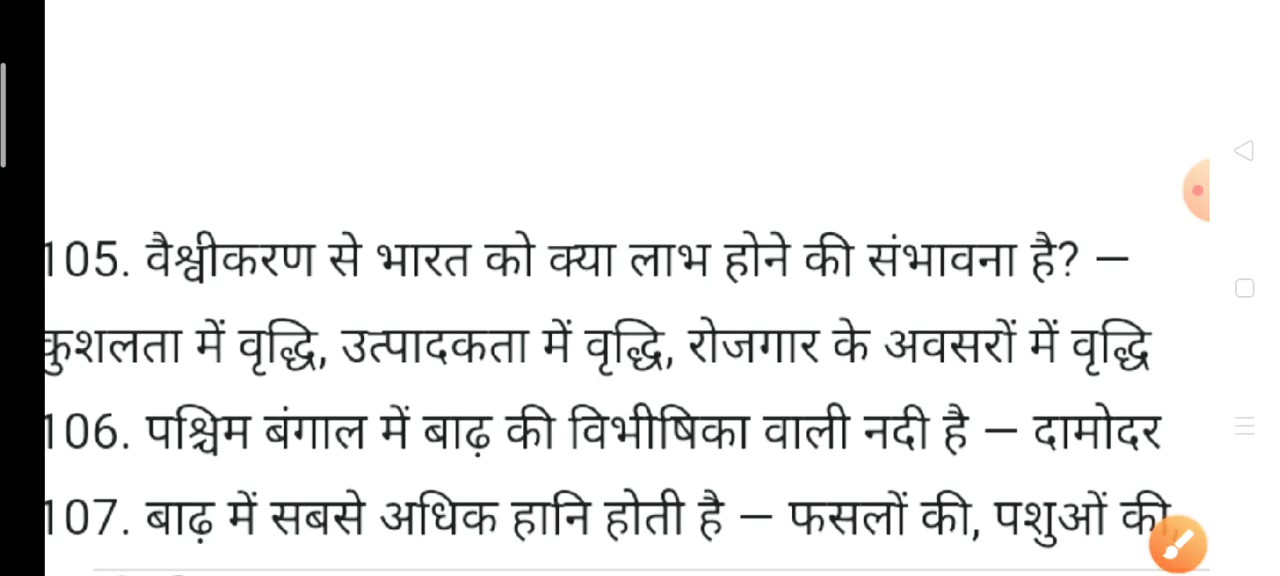 105. वैश्वीकरण से भारत को क्या लाभ होने की संभावना है? –
कुशलता में वृद्धि, उत्पादकता में वृद्धि, रोजगार के अवसरों में वृद्धि
106. पश्चिम बंगाल में बाढ़ की विभीषिका वाली नदी है – दामोदर
107. बाढ़ में सबसे अधिक हानि होती है – फसलों की, पशुओं की